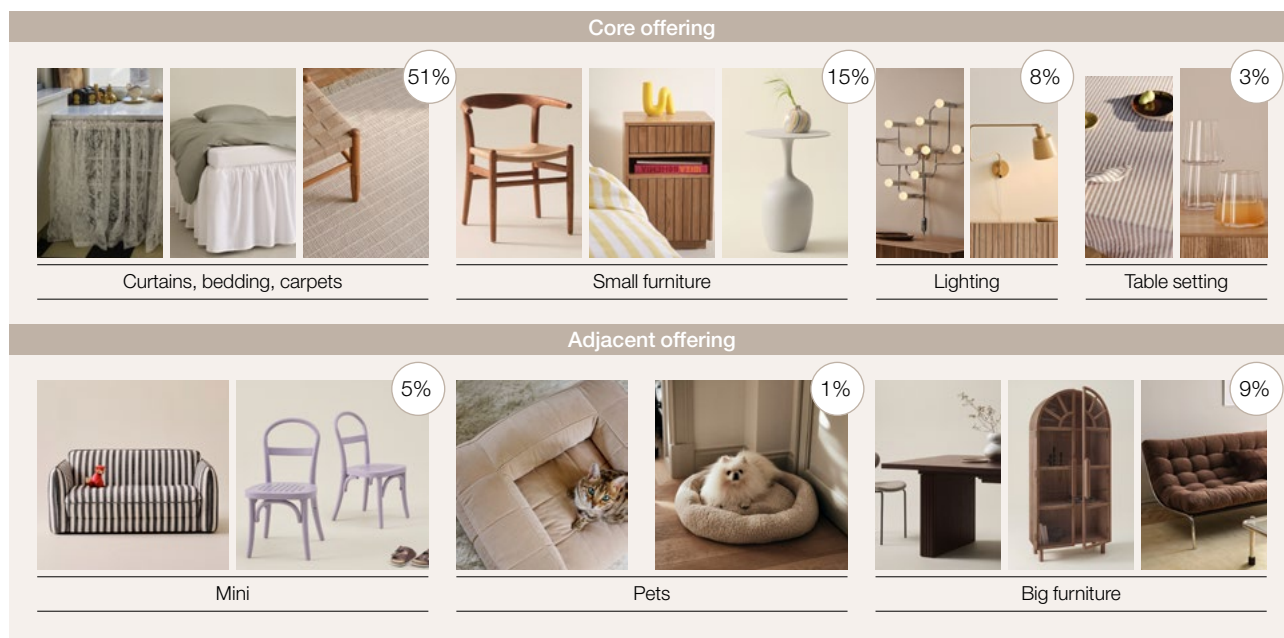 Core offering
51%
15%
8%
3%
Curtains, bedding, carpets
Small furniture
Lighting
Table setting
Adjacent offering
5%
1%
9%
Mini
Pets
Big furniture